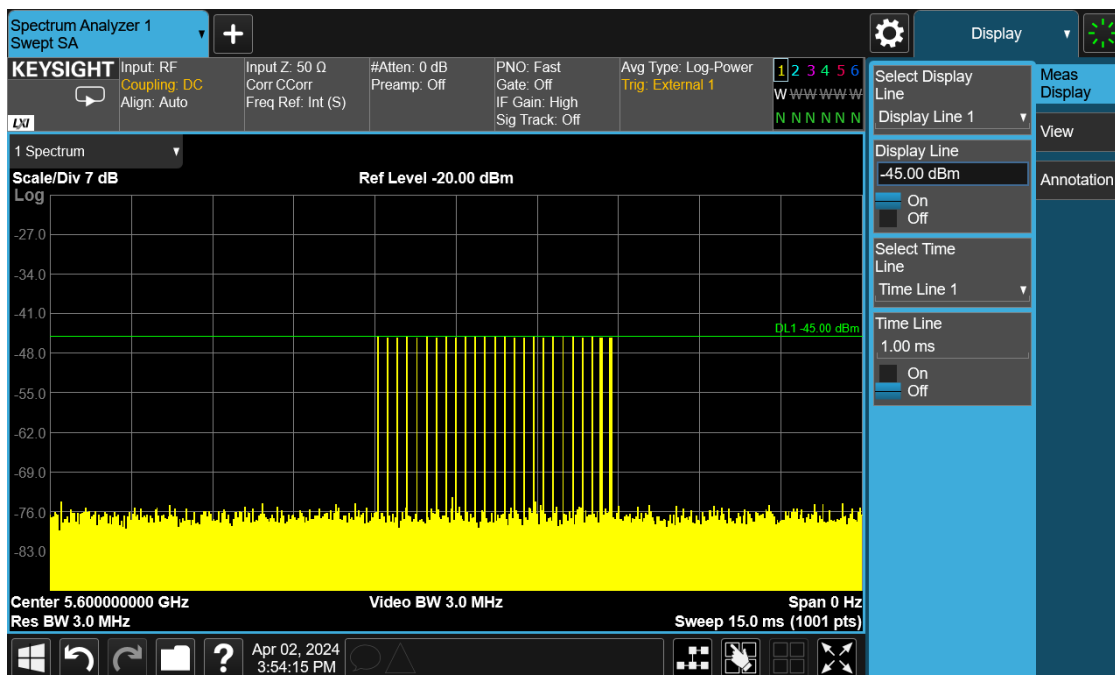 Spectrum Analyzer 1
Swept SA
+
Display
KEYSIGHT
LXI
Input: RF
Coupling: DC
Align: Auto
Input Z: 50 Ω
Corr CCorr
Freq Ref: Int (S)
#Atten: 0 dB
Preamp: Off
PNO: Fast
Gate: Off
IF Gain: High
Sig Track: Off
Avg Type: Log-Power
Trig: External 1
1 2 3 4 5 6
W W W W W W
N N N N N N
1 Spectrum
Scale/Div 7 dB
Ref Level -20.00 dBm
Log
-27.0
-34.0
-41.0
DL1 -45.00 dBm
-48.0
-55.0
-62.0
-69.0
-76.0
-83.0
Center 5.600000000 GHz
Video BW 3.0 MHz
Span 0 Hz
Res BW 3.0 MHz
Sweep 15.0 ms (1001 pts)
?
Apr 02, 2024
3:54:15 PM
Select Display
Line
Display Line 1
Display Line
-45.00 dBm
On
Off
Select Time
Line
Time Line 1
Time Line
1.00 ms
On
Off
Meas
Display
View
Annotation